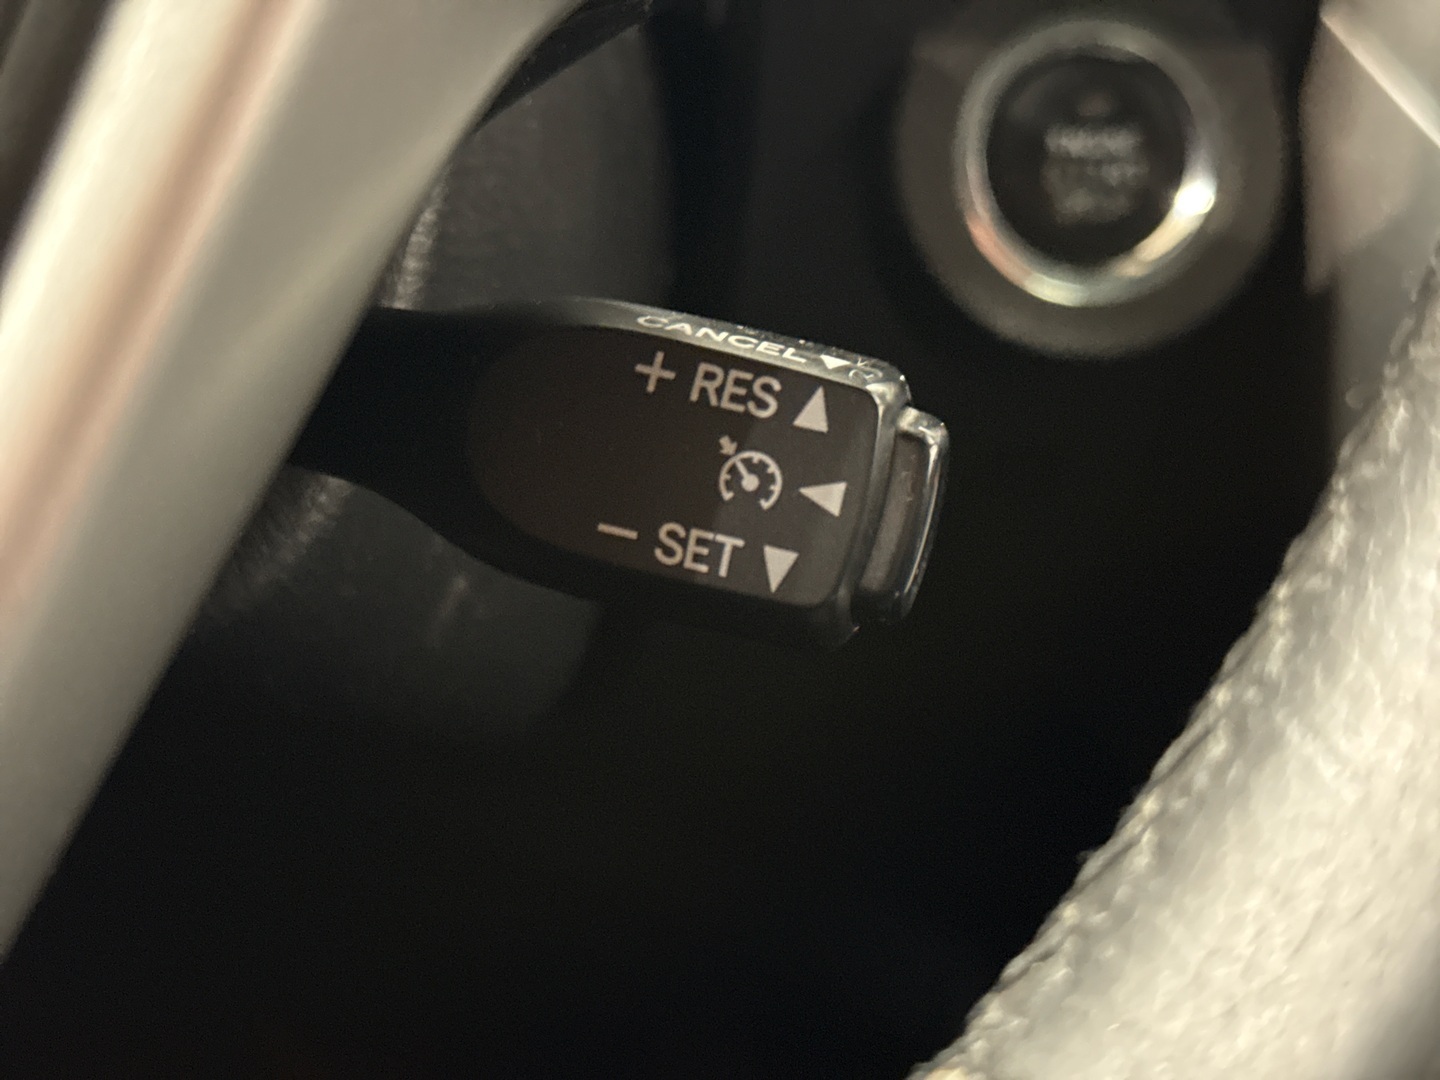 CANCEL ▼
+ RES ▲
◀
− SET ▼